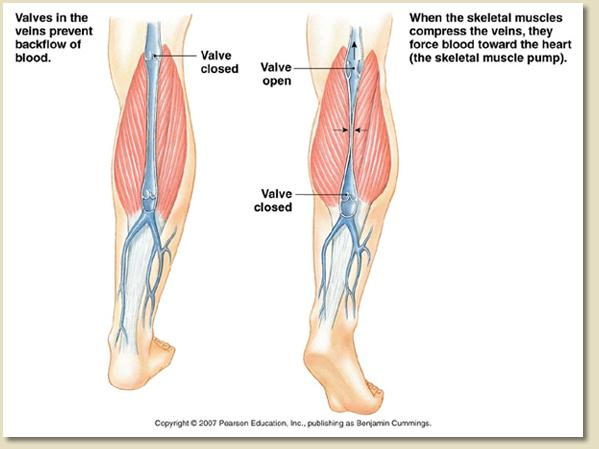 Valves in the
veins prevent
backflow of
blood.
Valve
closed
Valve
open
Valve
closed
When the skeletal muscles
compress the veins, they
force blood toward the heart
(the skeletal muscle pump).
Copyright © 2007 Pearson Education, Inc., publishing as Benjamin Cummings.